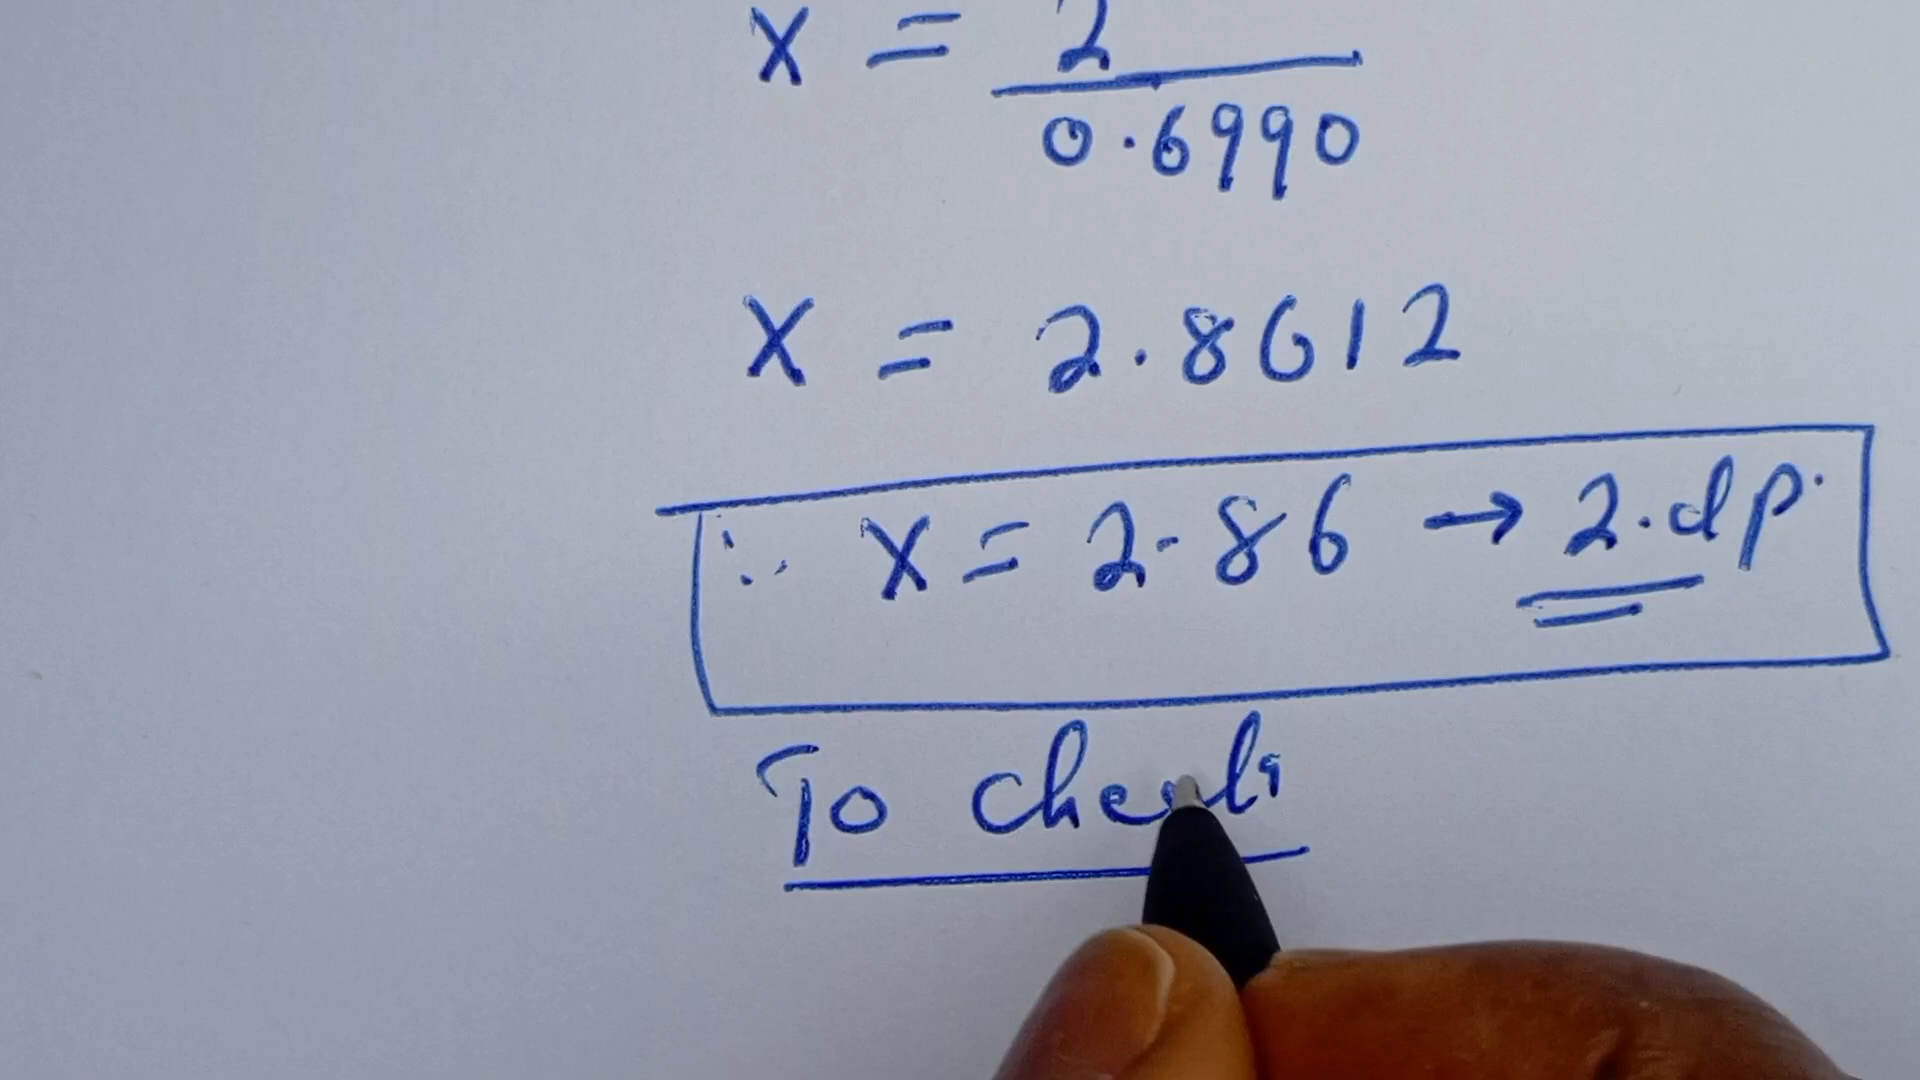 x = 2
0.6990
x = 2.8612
∴ x = 2.86 → 2.dp.
To check